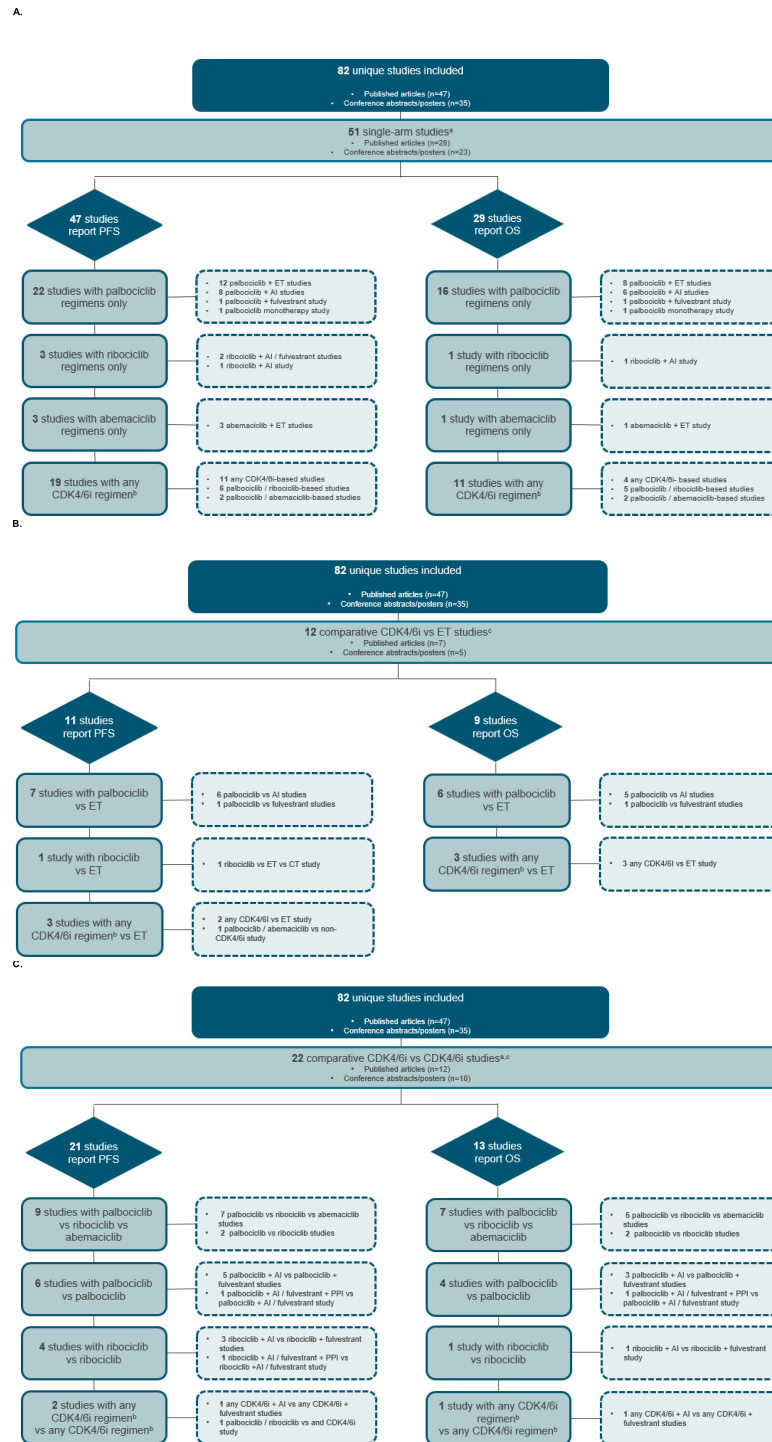 A.
82 unique studies included
• Published articles (n=47)
• Conference abstracts/posters (n=35)
51 single-arm studiesᵃ
• Published articles (n=28)
• Conference abstracts/posters (n=23)
47 studies
report PFS
29 studies
report OS
22 studies with palbociclib
regimens only
• 12 palbociclib + ET studies
• 8 palbociclib + AI studies
• 1 palbociclib + fulvestrant study
• 1 palbociclib monotherapy study
16 studies with palbociclib
regimens only
• 8 palbociclib + ET studies
• 6 palbociclib + AI studies
• 1 palbociclib + fulvestrant study
• 1 palbociclib monotherapy study
3 studies with ribociclib
regimens only
• 2 ribociclib + AI / fulvestrant studies
• 1 ribociclib + AI study
1 study with ribociclib
regimens only
• 1 ribociclib + AI study
3 studies with abemaciclib
regimens only
• 3 abemaciclib + ET studies
1 study with abemaciclib
regimens only
• 1 abemaciclib + ET study
19 studies with any
CDK4/6i regimenᵇ
• 11 any CDK4/6i-based studies
• 6 palbociclib / ribociclib-based studies
• 2 palbociclib / abemaciclib-based studies
11 studies with any
CDK4/6i regimenᵇ
• 4 any CDK4/6i- based studies
• 5 palbociclib / ribociclib-based studies
• 2 palbociclib / abemaciclib-based studies
B.
82 unique studies included
• Published articles (n=47)
• Conference abstracts/posters (n=35)
12 comparative CDK4/6i vs ET studiesᶜ
• Published articles (n=7)
• Conference abstracts/posters (n=5)
11 studies
report PFS
9 studies
report OS
7 studies with palbociclib
vs ET
• 6 palbociclib vs AI studies
• 1 palbociclib vs fulvestrant studies
6 studies with palbociclib
vs ET
• 5 palbociclib vs AI studies
• 1 palbociclib vs fulvestrant studies
1 study with ribociclib
vs ET
• 1 ribociclib vs ET vs CT study
3 studies with any
CDK4/6i regimenᵇ vs ET
• 3 any CDK4/6I vs ET study
3 studies with any
CDK4/6i regimenᵇ vs ET
• 2 any CDK4/6I vs ET study
• 1 palbociclib / abemaciclib vs non-
CDK4/6i study
C.
82 unique studies included
• Published articles (n=47)
• Conference abstracts/posters (n=35)
22 comparative CDK4/6i vs CDK4/6i studiesᵃ,ᶜ
• Published articles (n=12)
• Conference abstracts/posters (n=10)
21 studies
report PFS
13 studies
report OS
9 studies with palbociclib
vs ribociclib vs
abemaciclib
• 7 palbociclib vs ribociclib vs abemaciclib
studies
• 2 palbociclib vs ribociclib studies
7 studies with palbociclib
vs ribociclib vs
abemaciclib
• 5 palbociclib vs ribociclib vs abemaciclib
studies
• 2 palbociclib vs ribociclib studies
6 studies with palbociclib
vs palbociclib
• 5 palbociclib + AI vs palbociclib +
fulvestrant studies
• 1 palbociclib + AI / fulvestrant + PPI vs
palbociclib + AI / fulvestrant study
4 studies with palbociclib
vs palbociclib
• 3 palbociclib + AI vs palbociclib +
fulvestrant studies
• 1 palbociclib + AI / fulvestrant + PPI vs
palbociclib + AI / fulvestrant study
4 studies with ribociclib
vs ribociclib
• 3 ribociclib + AI vs ribociclib + fulvestrant
studies
• 1 ribociclib + AI / fulvestrant + PPI vs
ribociclib +AI / fulvestrant study
1 study with ribociclib
vs ribociclib
• 1 ribociclib + AI vs ribociclib + fulvestrant
study
2 studies with any
CDK4/6i regimenᵇ
vs any CDK4/6i regimenᵇ
• 1 any CDK4/6i + AI vs any CDK4/6i +
fulvestrant studies
• 1 palbociclib / ribociclib vs and CDK4/6i
study
1 study with any CDK4/6i
regimenᵇ
vs any CDK4/6i regimenᵇ
• 1 any CDK4/6i + AI vs any CDK4/6i +
fulvestrant studies